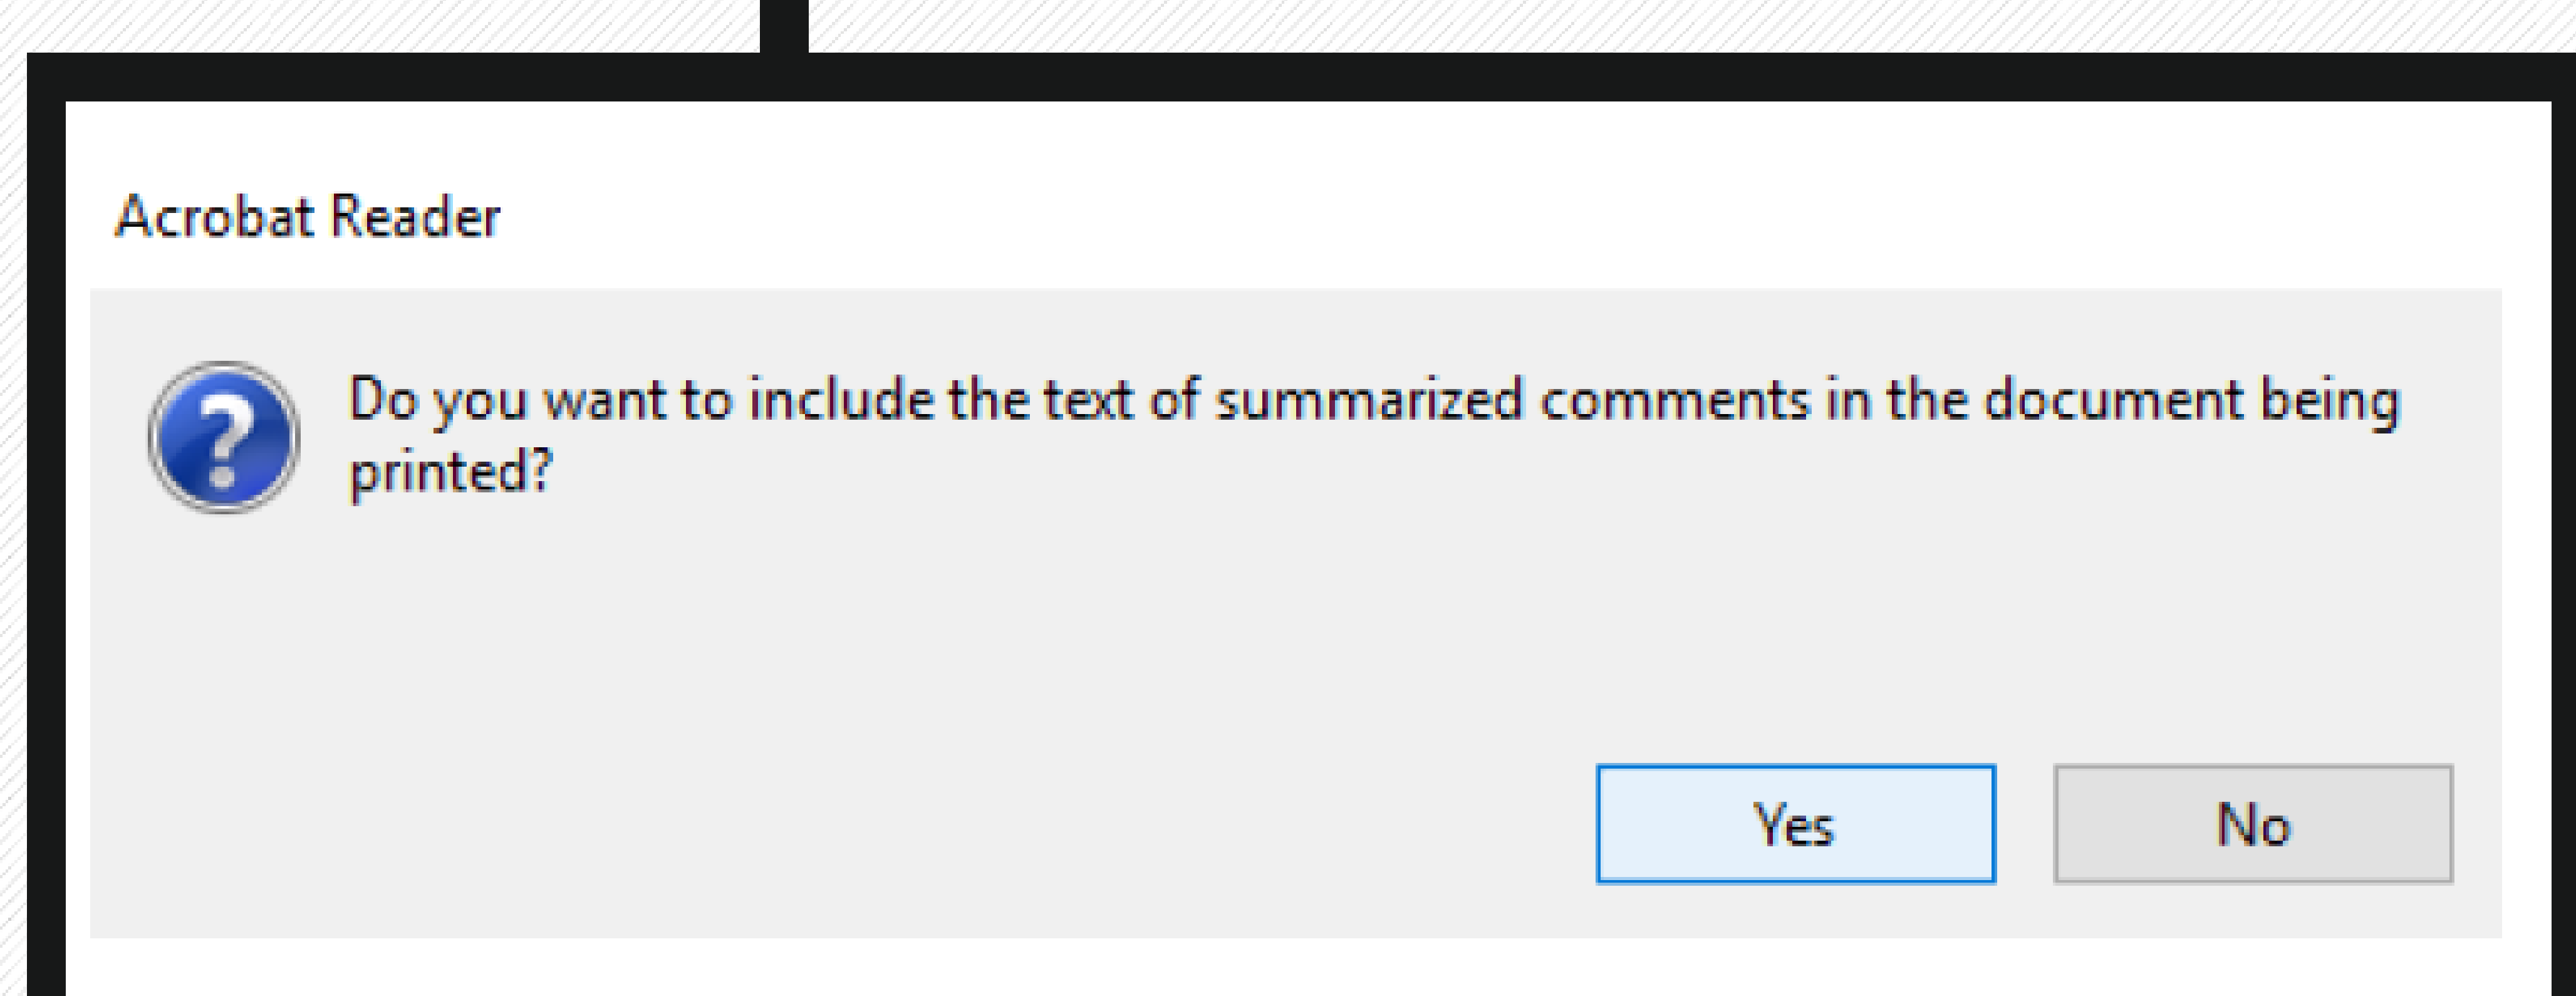 Acrobat Reader
Do you want to include the text of summarized comments in the document being
printed?
Yes
No